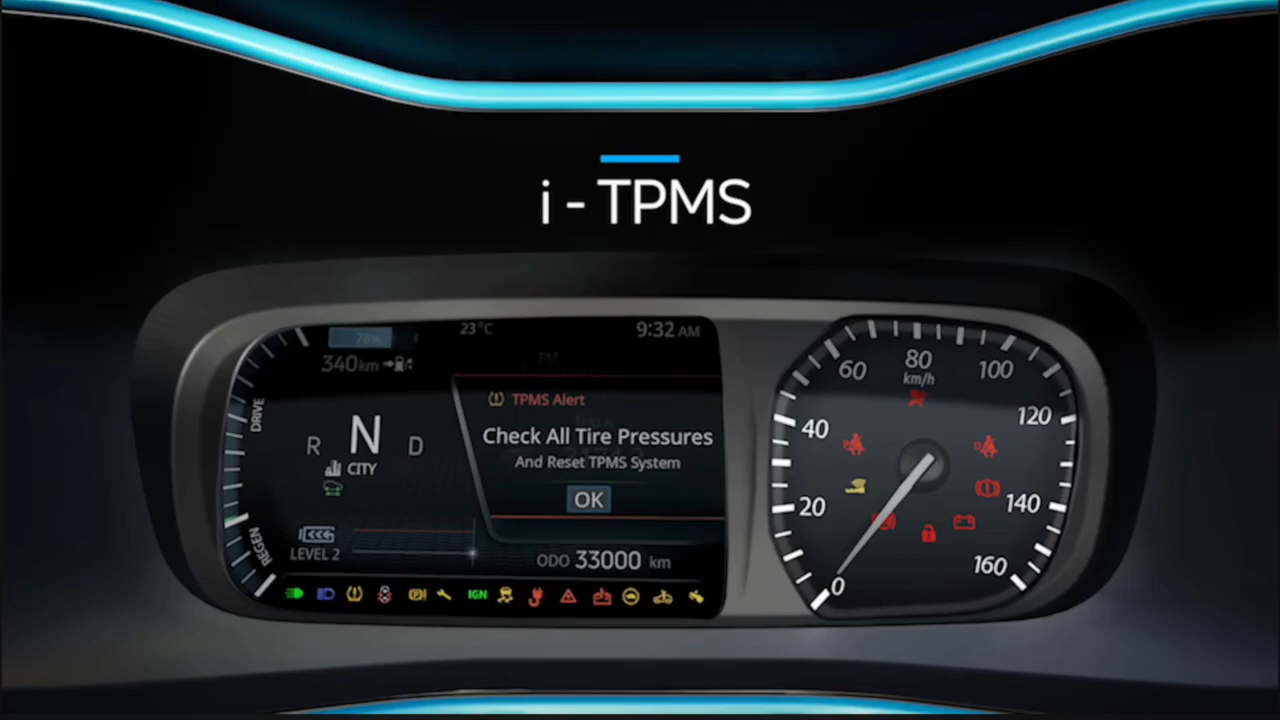 i - TPMS
78%
23°C
9:32 AM
340 km
FM
TPMS Alert
Check All Tire Pressures
And Reset TPMS System
OK
DRIVE
R N D
CITY
REGEN
LEVEL 2
ODO 33000 km
IGN
0
20
40
60
80
km/h
100
120
140
160